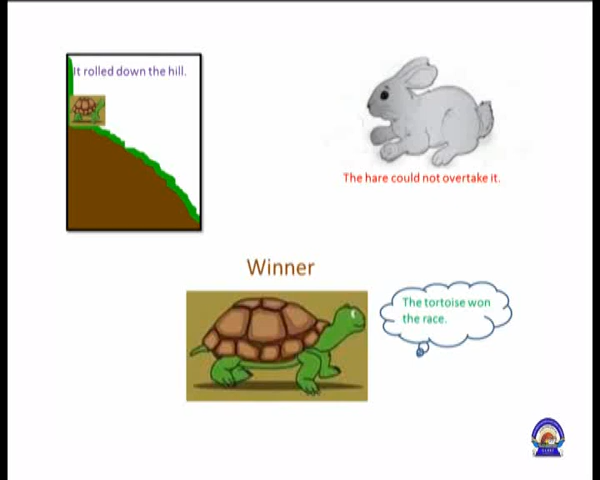 It rolled down the hill.
The hare could not overtake it.
Winner
The tortoise won
the race.